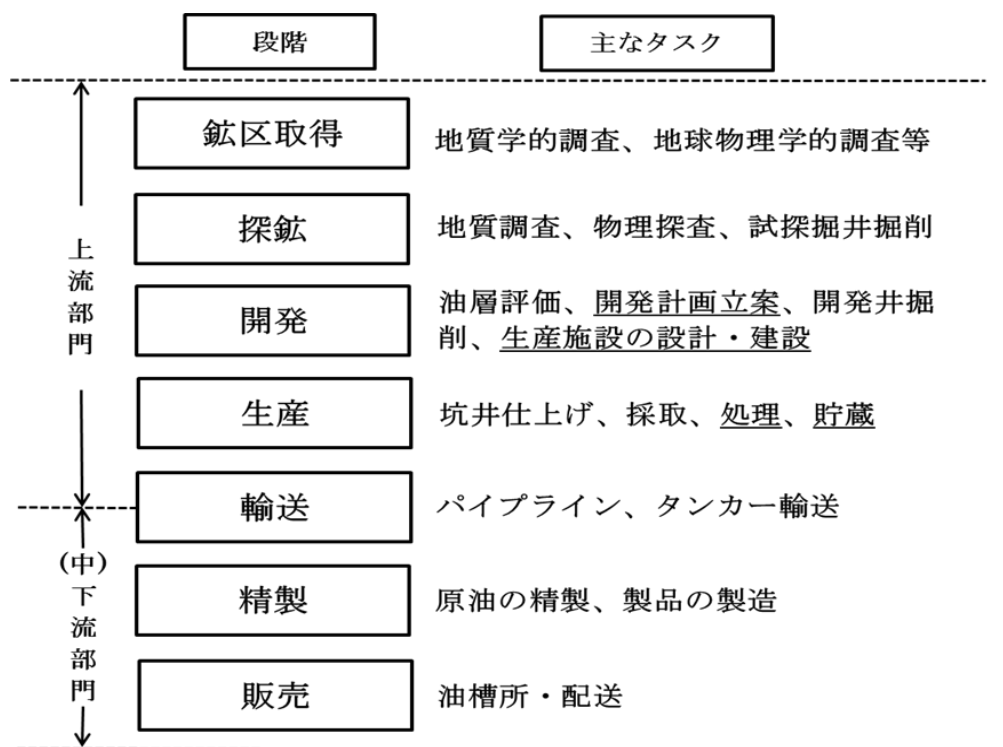 段階
主なタスク
鉱区取得
地質学的調査、地球物理学的調査等
探鉱
地質調査、物理探査、試探掘井掘削
上流部門
開発
油層評価、開発計画立案、開発井掘
削、生産施設の設計・建設
生産
坑井仕上げ、採取、処理、貯蔵
輸送
パイプライン、タンカー輸送
(中)下流部門
精製
原油の精製、製品の製造
販売
油槽所・配送